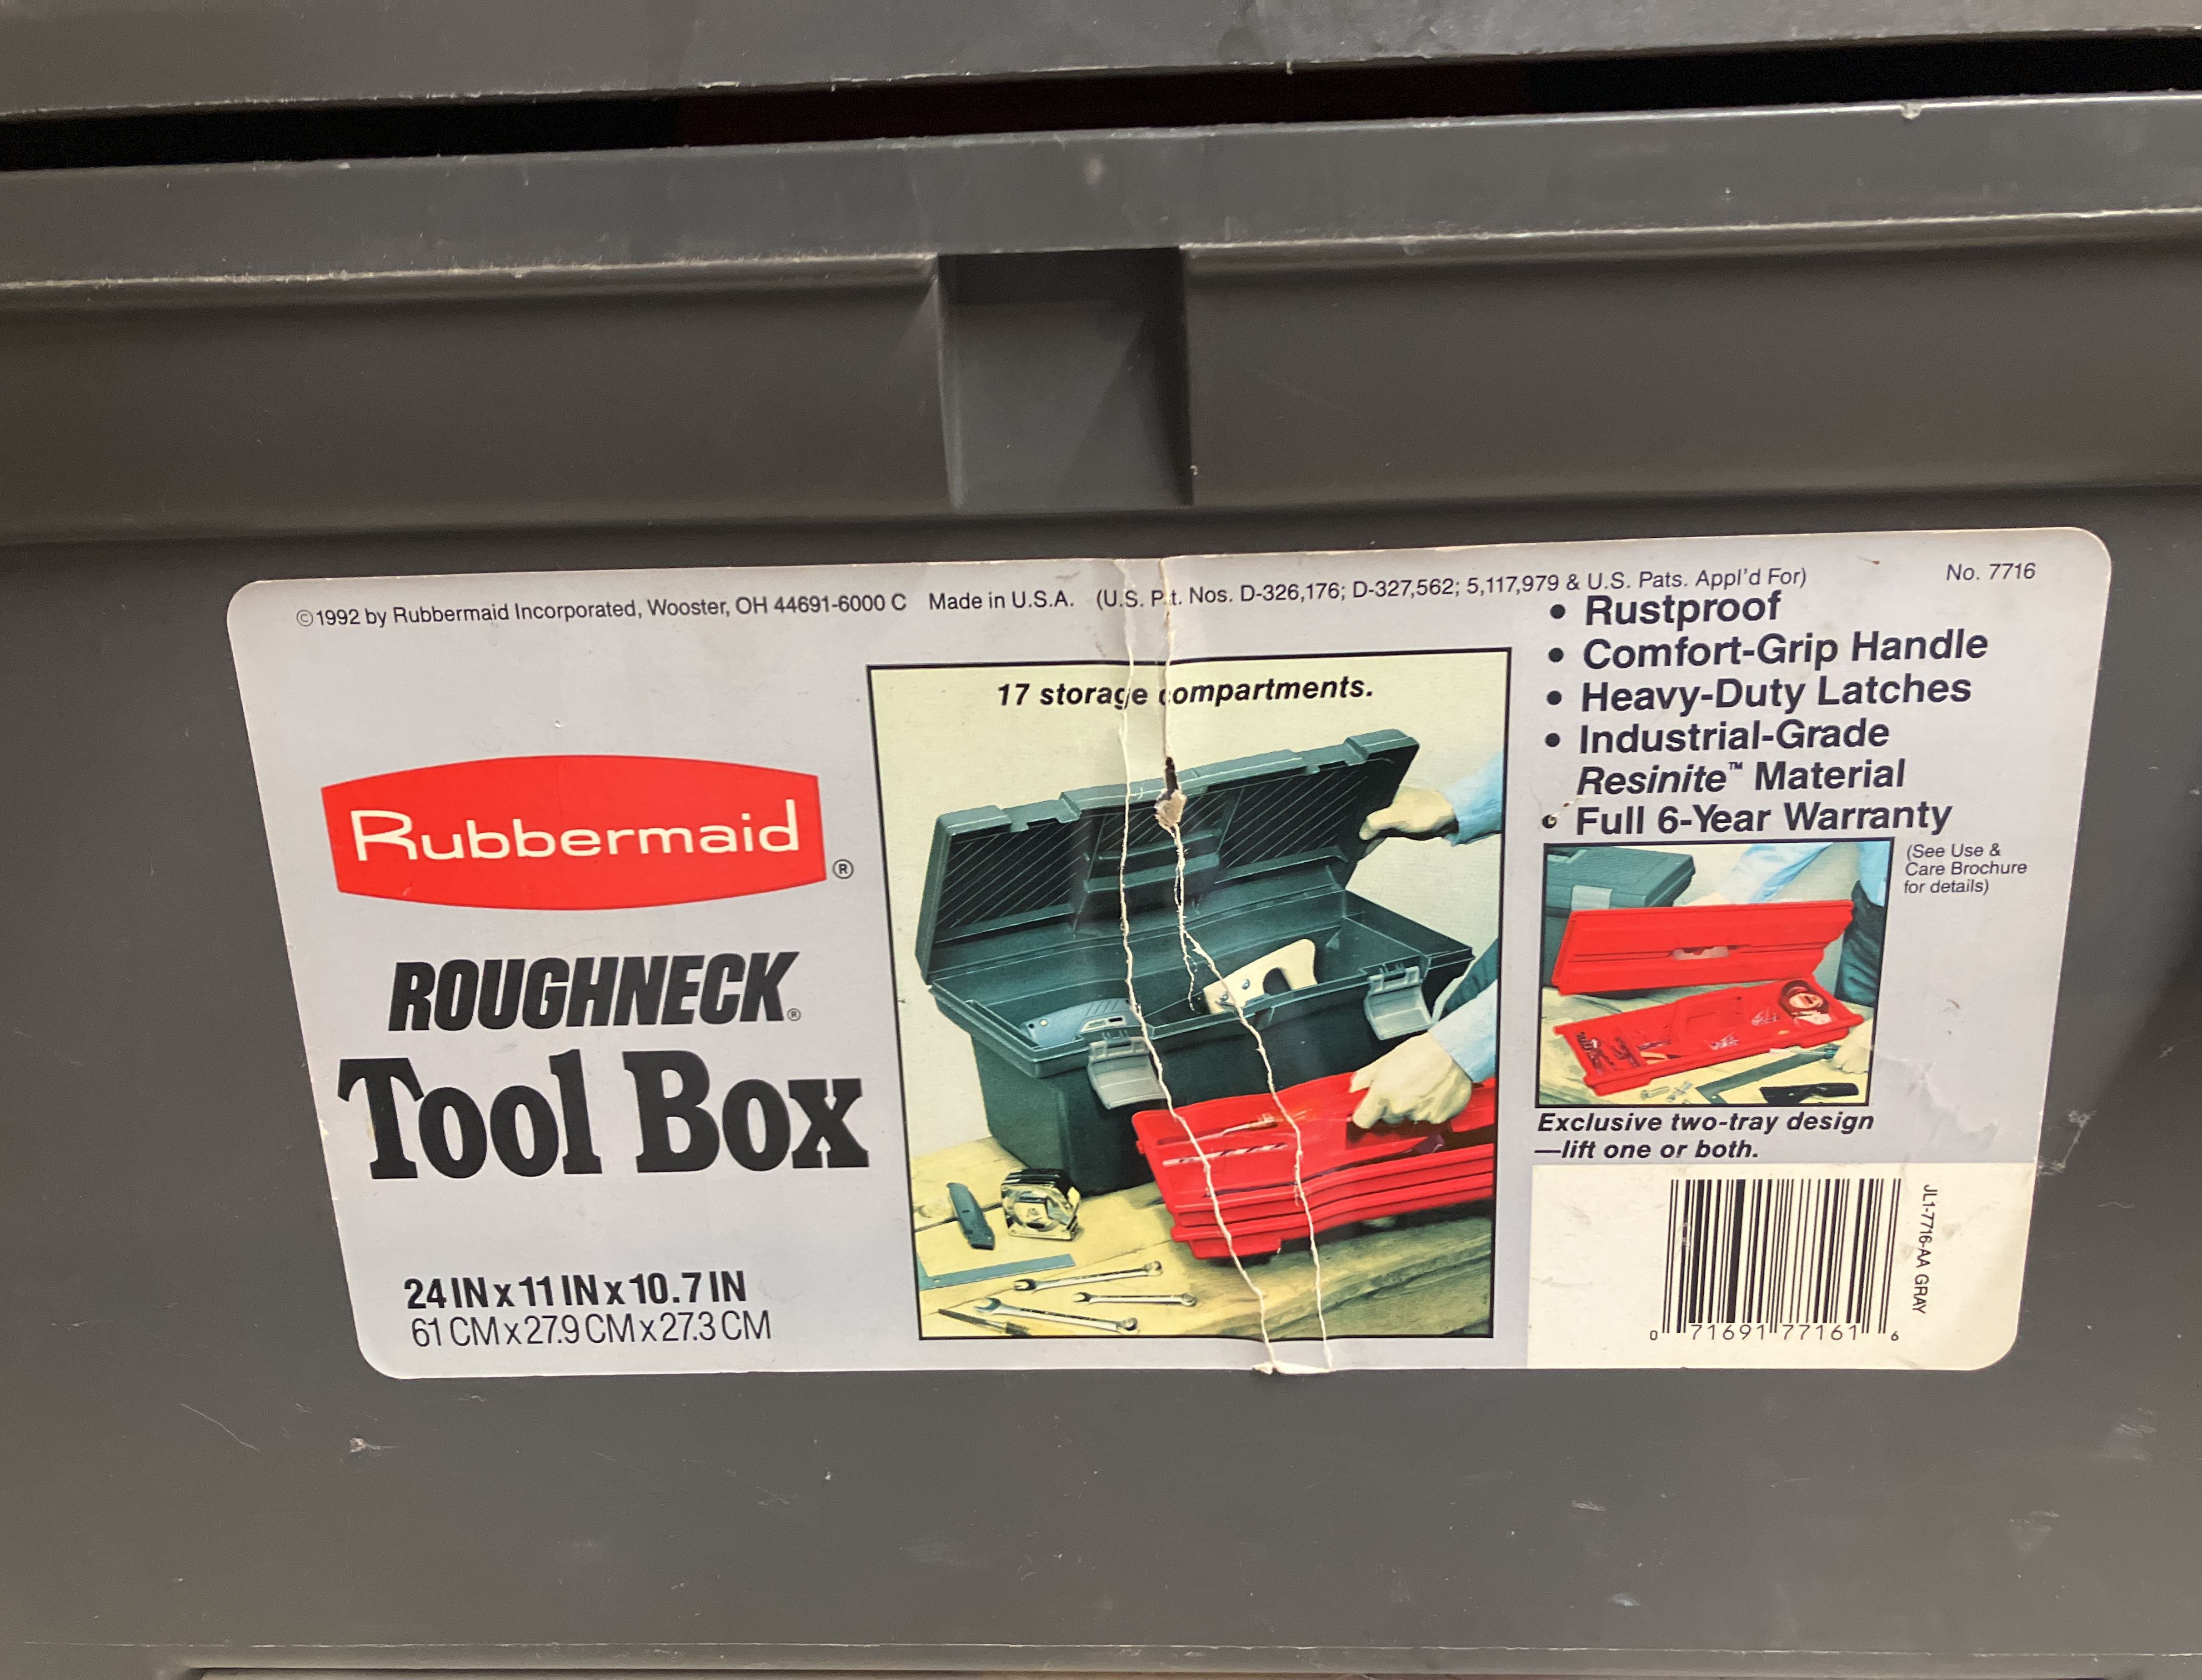 ©1992 by Rubbermaid Incorporated, Wooster, OH 44691-6000 C Made in U.S.A. (U.S. Pat. Nos. D-326,176; D-327,562; 5,117,979 & U.S. Pats. Appl'd For) No. 7716
Rubbermaid®
ROUGHNECK®
Tool Box
24 IN x 11 IN x 10.7 IN
61 CM x 27.9 CM x 27.3 CM
17 storage compartments.
• Rustproof
• Comfort-Grip Handle
• Heavy-Duty Latches
• Industrial-Grade
Resinite™ Material
• Full 6-Year Warranty
(See Use &
Care Brochure
for details)
Exclusive two-tray design
—lift one or both.
JL1-7716-AA GRAY
0 71691 77161 6